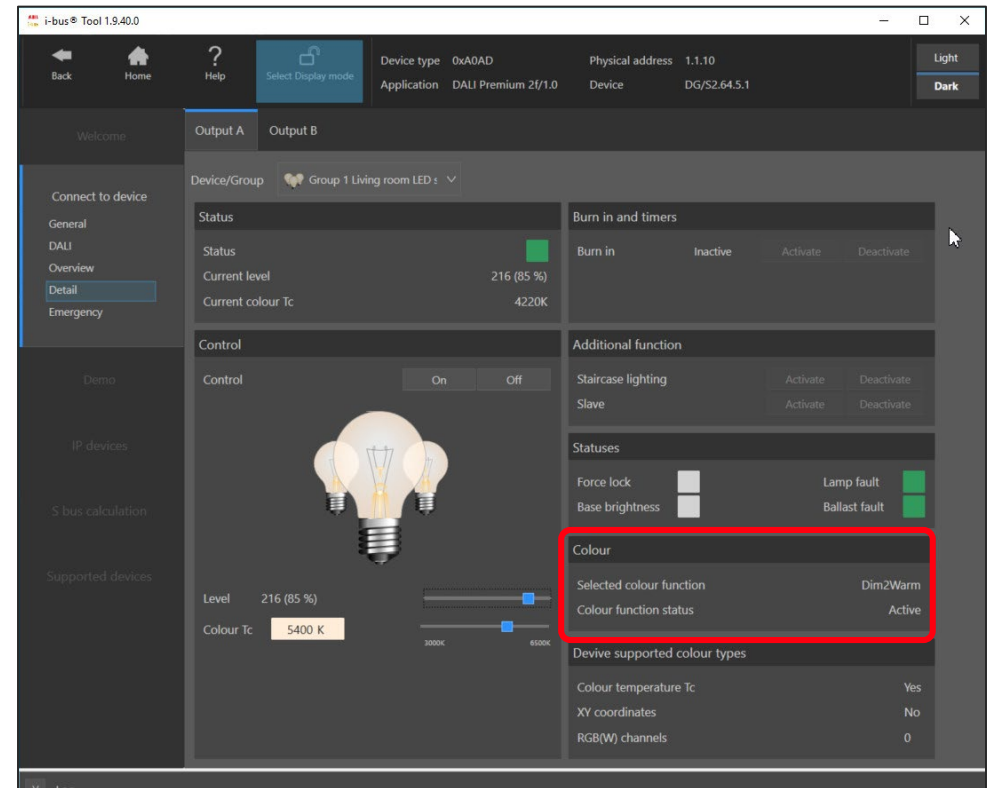 i-bus® Tool 1.9.40.0
Back
Home
Help
Select Display mode
Device type 0xA0AD
Application DALI Premium 2f/1.0
Physical address 1.1.10
Device DG/S2.64.5.1
Light
Dark
Welcome
Connect to device
General
DALI
Overview
Detail
Emergency
Demo
IP devices
S bus calculation
Supported devices
Output A Output B
Device/Group Group 1 Living room LED
Status
Status
Current level 216 (85 %)
Current colour Tc 4220K
Control
Control On Off
Level 216 (85 %)
Colour Tc 5400 K
3000K 6500K
Burn in and timers
Burn in Inactive Activate Deactivate
Additional function
Staircase lighting Activate Deactivate
Slave Activate Deactivate
Statuses
Force lock Lamp fault
Base brightness Ballast fault
Colour
Selected colour function Dim2Warm
Colour function status Active
Devive supported colour types
Colour temperature Tc Yes
XY coordinates No
RGB(W) channels 0